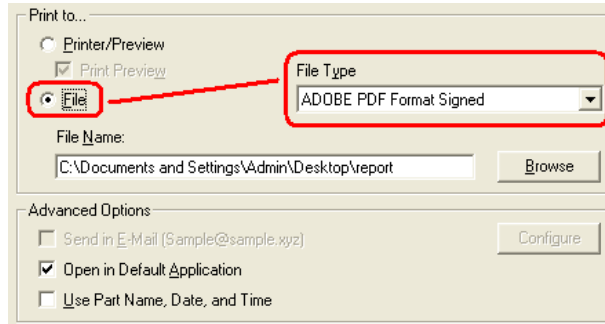 Print to...
Printer/Preview
Print Preview
File Type
File
ADOBE PDF Format Signed
File Name:
C:\Documents and Settings\Admin\Desktop\report
Browse
Advanced Options
Send in E-Mail (Sample@sample.xyz)
Configure
Open in Default Application
Use Part Name, Date, and Time